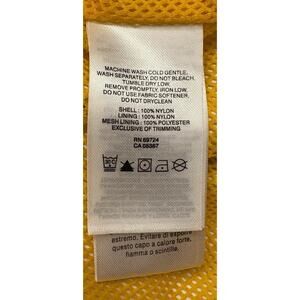 MACHINE WASH COLD GENTLE,
WASH SEPARATELY, DO NOT BLEACH,
TUMBLE DRY LOW,
REMOVE PROMPTLY, IRON LOW,
DO NOT USE FABRIC SOFTENER,
DO NOT DRYCLEAN
SHELL : 100% NYLON
LINING : 100% NYLON
MESH LINING : 100% POLYESTER
EXCLUSIVE OF TRIMMING
RN 69724
CA 05367
estremo. Evitare di esporre
questo capo a calore forte,
fiamma o scintille.